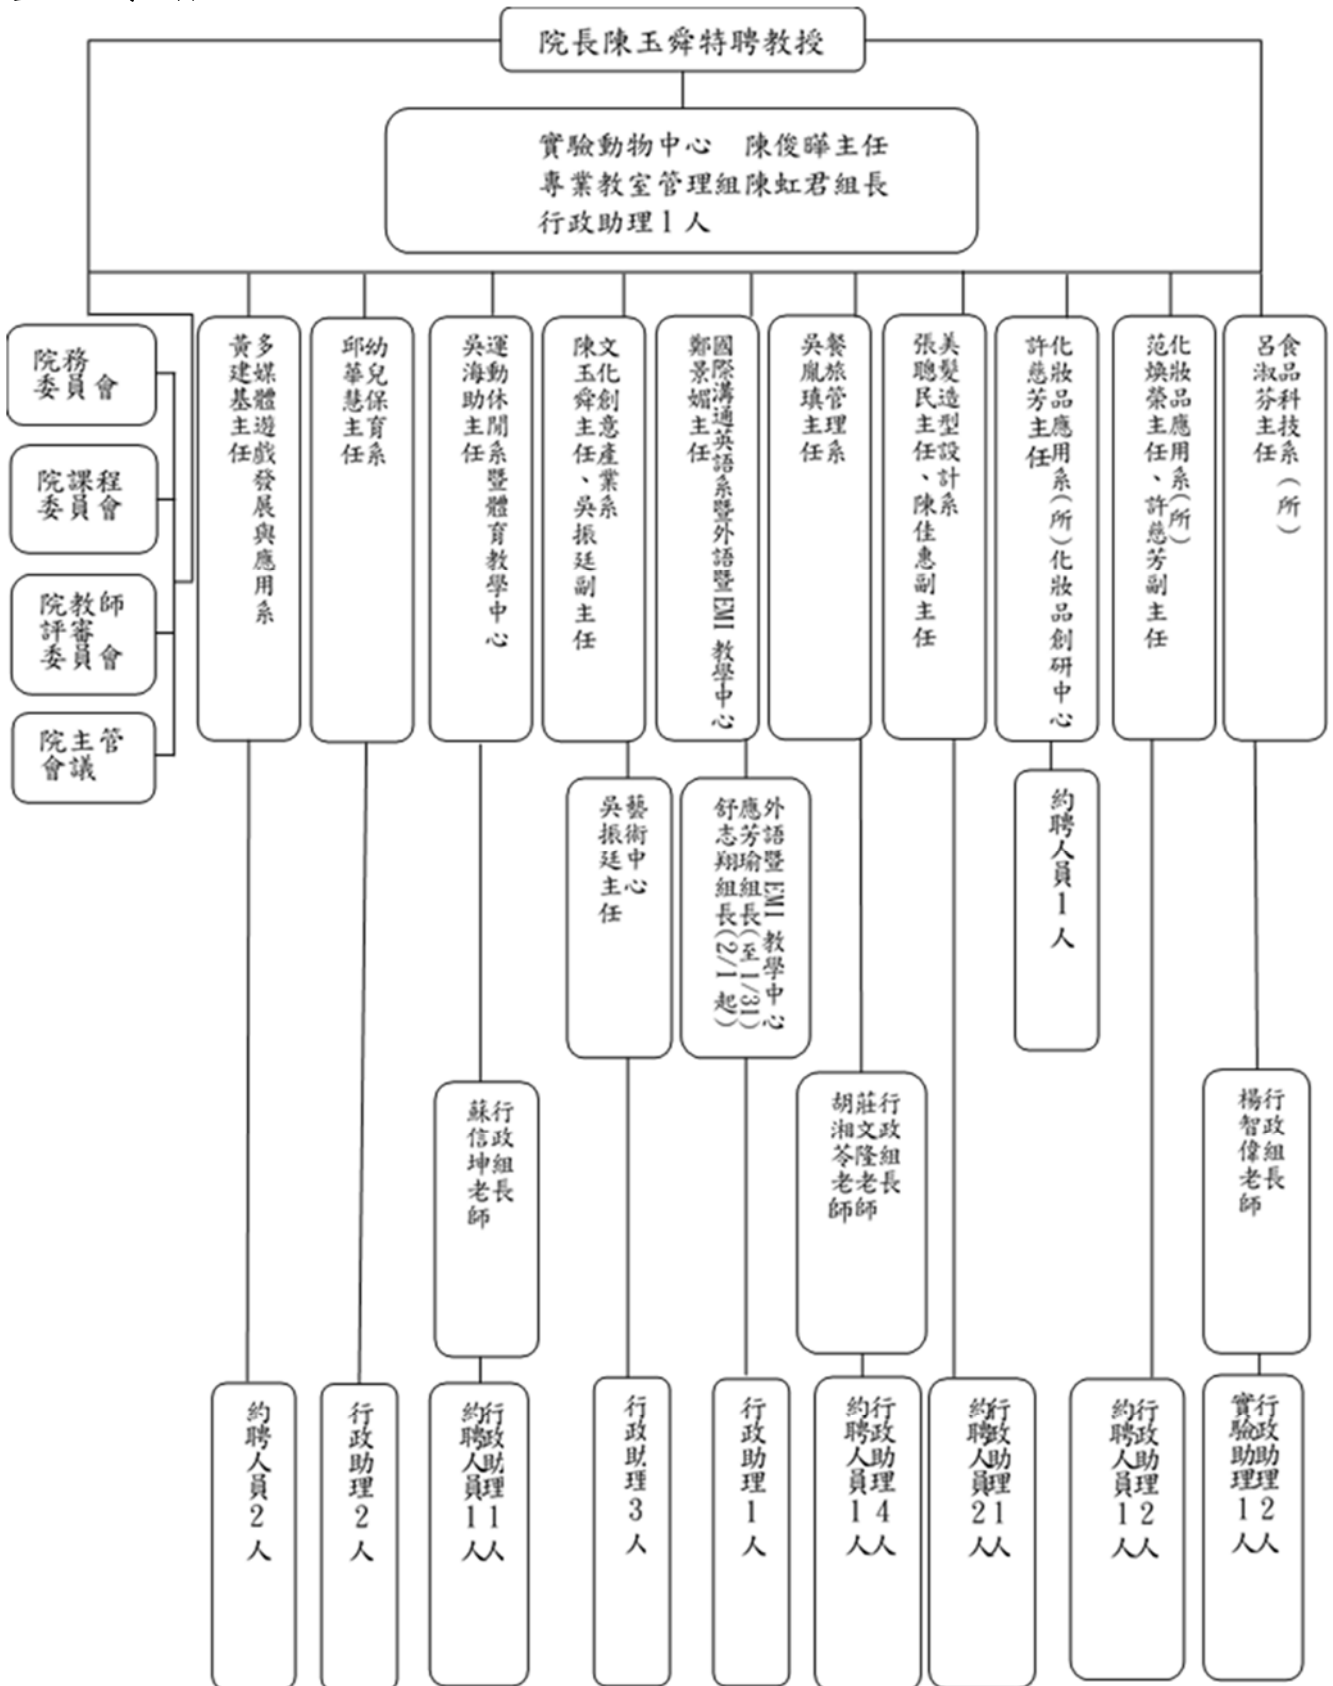 院長陳玉舜特聘教授
實驗動物中心 陳俊曄主任
專業教室管理組陳虹君組長
行政助理1人
院務
委員會
院課程
委員會
院教師
評審
委員會
院主管
會議
多媒體遊戲發展與應用系
黃建基主任
幼兒保育系
邱華慧主任
運動休閒系暨體育教學中心
吳海助主任
文化創意產業系
陳玉舜主任、吳振廷副主任
國際溝通英語系暨外語暨EMI教學中心
鄭景媚主任
餐旅管理系
吳胤瑱主任
美髮造型設計系
張聰民主任、陳佳惠副主任
化妝品應用系(所)化妝品創研中心
許慈芳主任
化妝品應用系(所)
范煥榮主任、許慈芳副主任
食品科技系(所)
呂淑芬主任
藝術中心
吳振廷主任
外語暨EMI教學中心
應芳瑜組長(至1/31)
舒志翔組長(2/1起)
約聘人員1人
行政組長
蘇信坤老師
行政組長
莊文隆老師
胡湘苓老師
行政組長
楊智偉老師
約聘人員2人
行政助理2人
行政助理1人
約聘人員1人
行政助理3人
行政助理1人
行政助理4人
約聘人員1人
行政助理1人
約聘人員2人
行政助理2人
約聘人員1人
行政助理2人
實驗助理1人